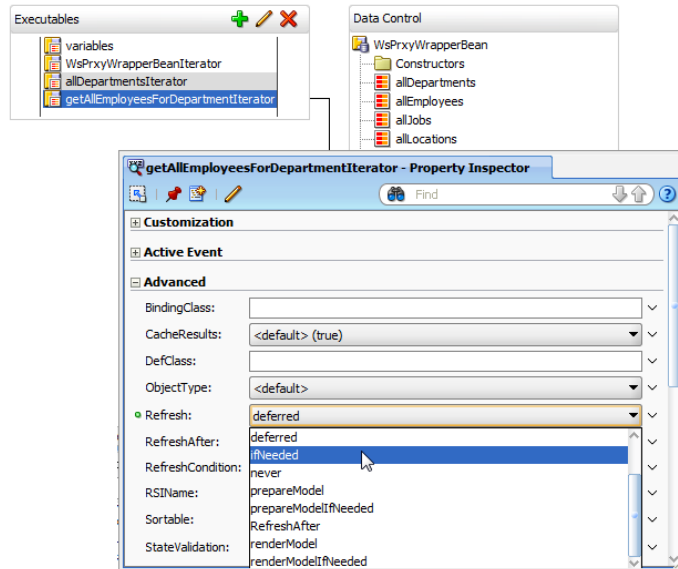 Executables
variables
WsPrxyWrapperBeanIterator
allDepartmentsIterator
getAllEmployeesForDepartmentIterator
Data Control
WsPrxyWrapperBean
Constructors
allDepartments
allEmployees
allJobs
allLocations
getAllEmployeesForDepartmentIterator - Property Inspector
Find
Customization
Active Event
Advanced
BindingClass:
CacheResults: <default> (true)
DefClass:
ObjectType: <default>
Refresh: deferred
RefreshAfter:
RefreshCondition:
RSIName:
Sortable:
StateValidation:
deferred
ifNeeded
never
prepareModel
prepareModelIfNeeded
RefreshAfter
renderModel
renderModelIfNeeded